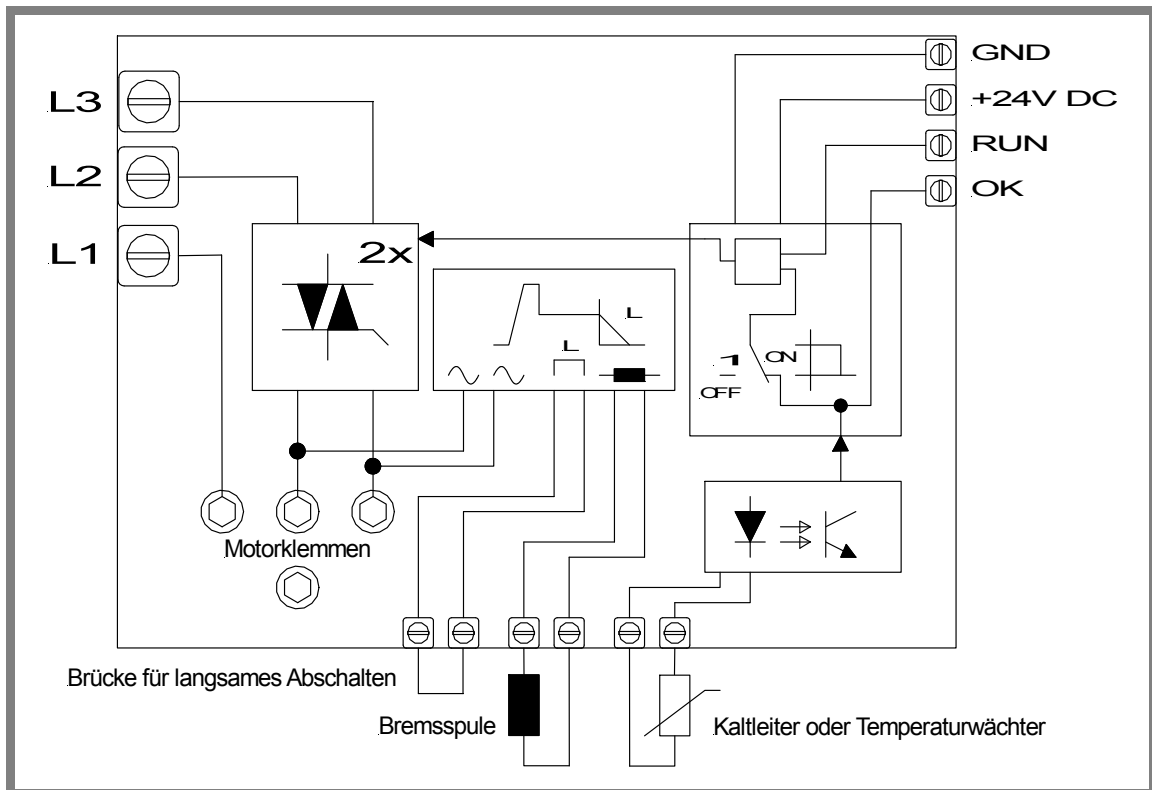 GND
L3
+24V DC
RUN
L2
OK
L1
2x
L
L
ON
OFF
Motorklemmen
Brücke für langsames Abschalten
Bremsspule
Kaltleiter oder Temperaturwächter